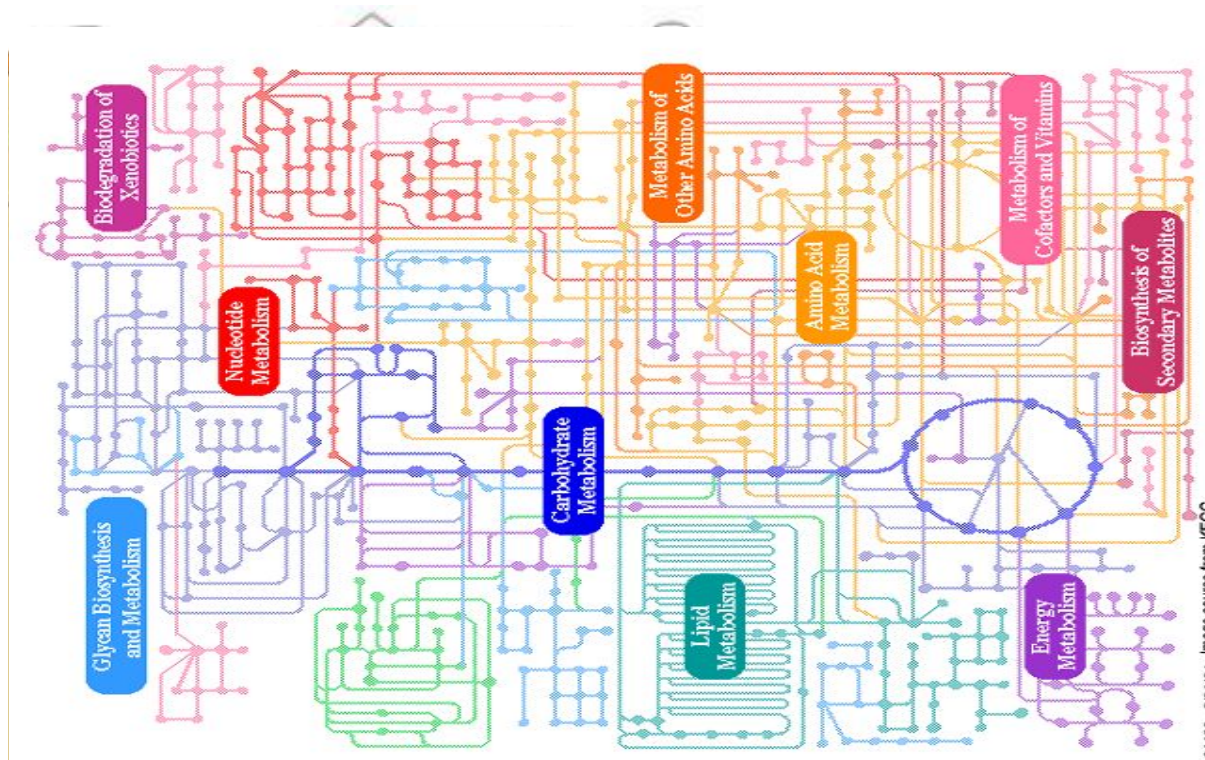 Biodegradation of
Xenobiotics
Metabolism of
Other Amino Acids
Metabolism of
Cofactors and Vitamins
Nucleotide
Metabolism
Amino Acid
Metabolism
Biosynthesis of
Secondary Metabolites
Carbohydrate
Metabolism
Glycan Biosynthesis
and Metabolism
Lipid
Metabolism
Energy
Metabolism